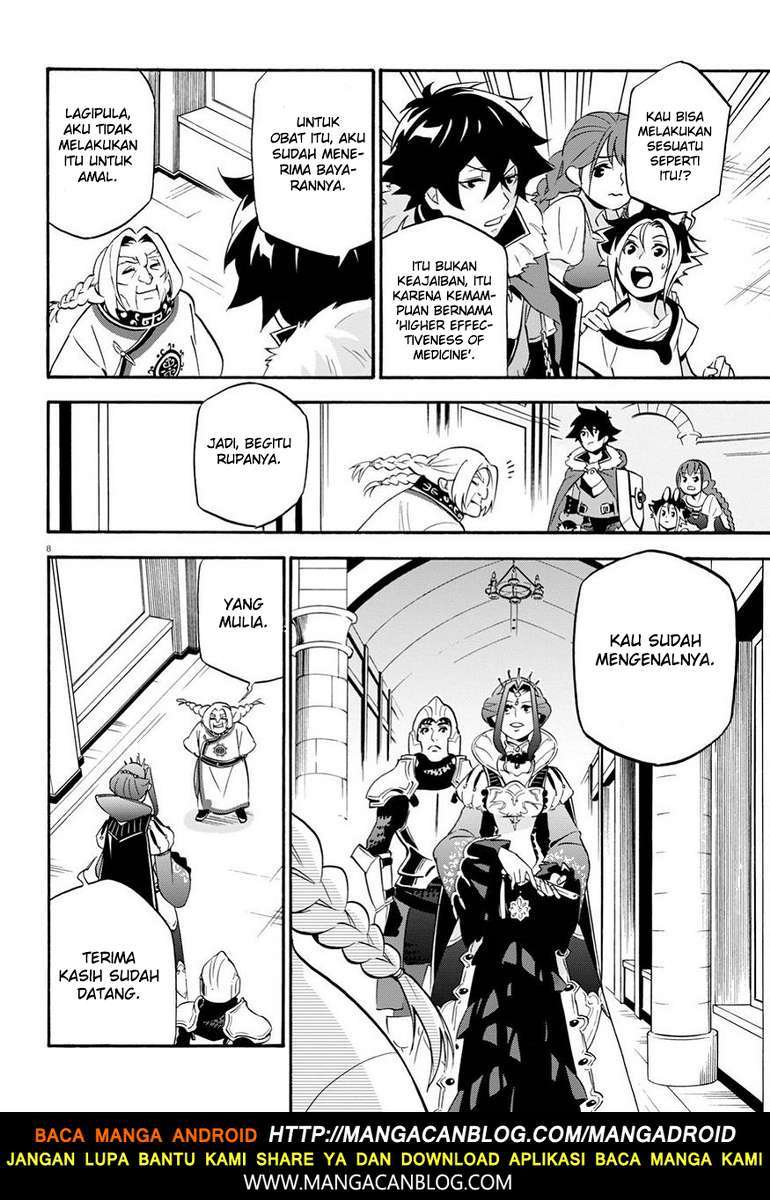 KAU BISA
MELAKUKAN
SESUATU
SEPERTI
ITU!?
ITU BUKAN
KEAJAIBAN, ITU
KARENA KEMAM-
PUAN BERNAMA
'HIGHER EFFEC-
TIVENESS OF
MEDICINE'.
UNTUK
OBAT ITU, AKU
SUDAH MENE-
RIMA BAYA-
RANNYA.
LAGIPULA,
AKU TIDAK
MELAKUKAN
ITU UNTUK
AMAL.
JADI, BEGITU
RUPANYA.
8
KAU SUDAH
MENGENALNYA.
YANG
MULIA.
TERIMA
KASIH SUDAH
DATANG.
BACA MANGA ANDROID HTTP://MANGACANBLOG.COM/MANGADROID
JANGAN LUPA BANTU KAMI SHARE YA DAN DOWNLOAD APLIKASI BACA MANGA KAMI
WWW.MANGACANBLOG.COM